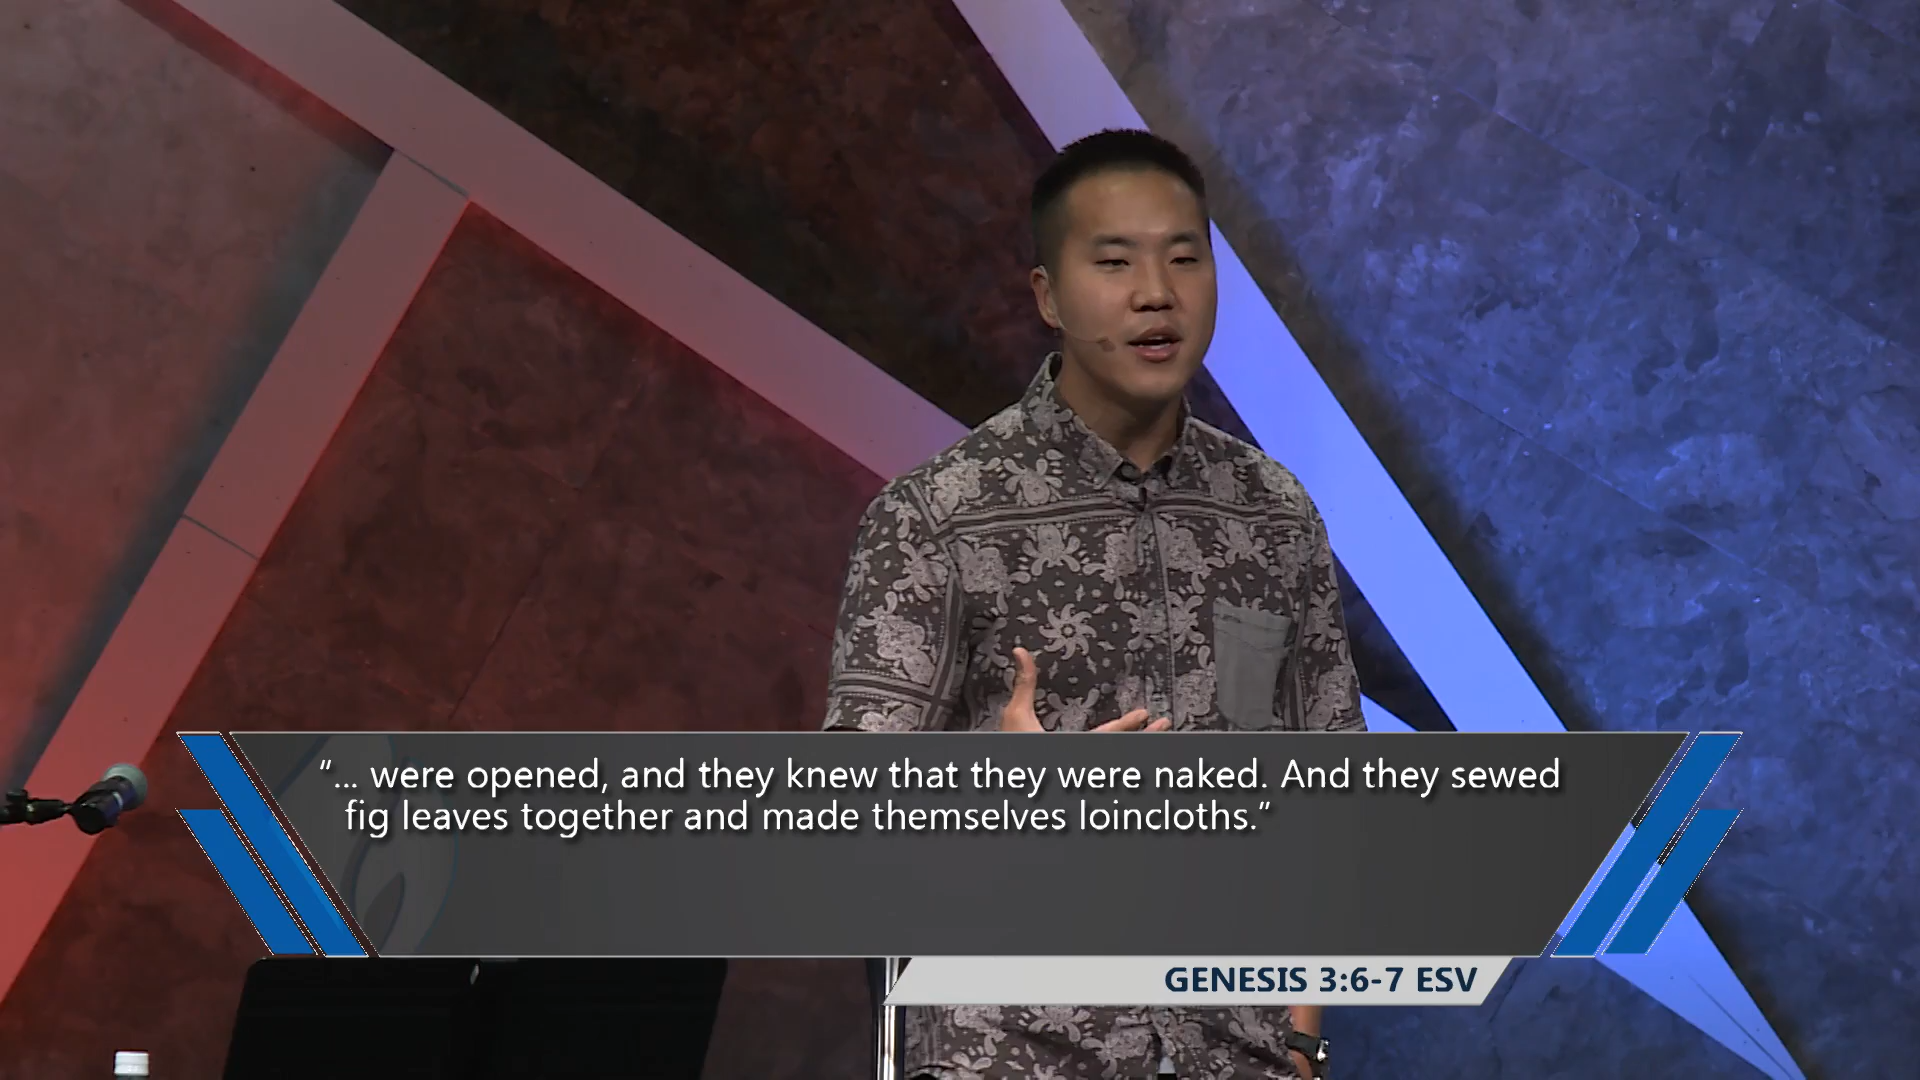 “... were opened, and they knew that they were naked. And they sewed
fig leaves together and made themselves loincloths.”
GENESIS 3:6-7 ESV